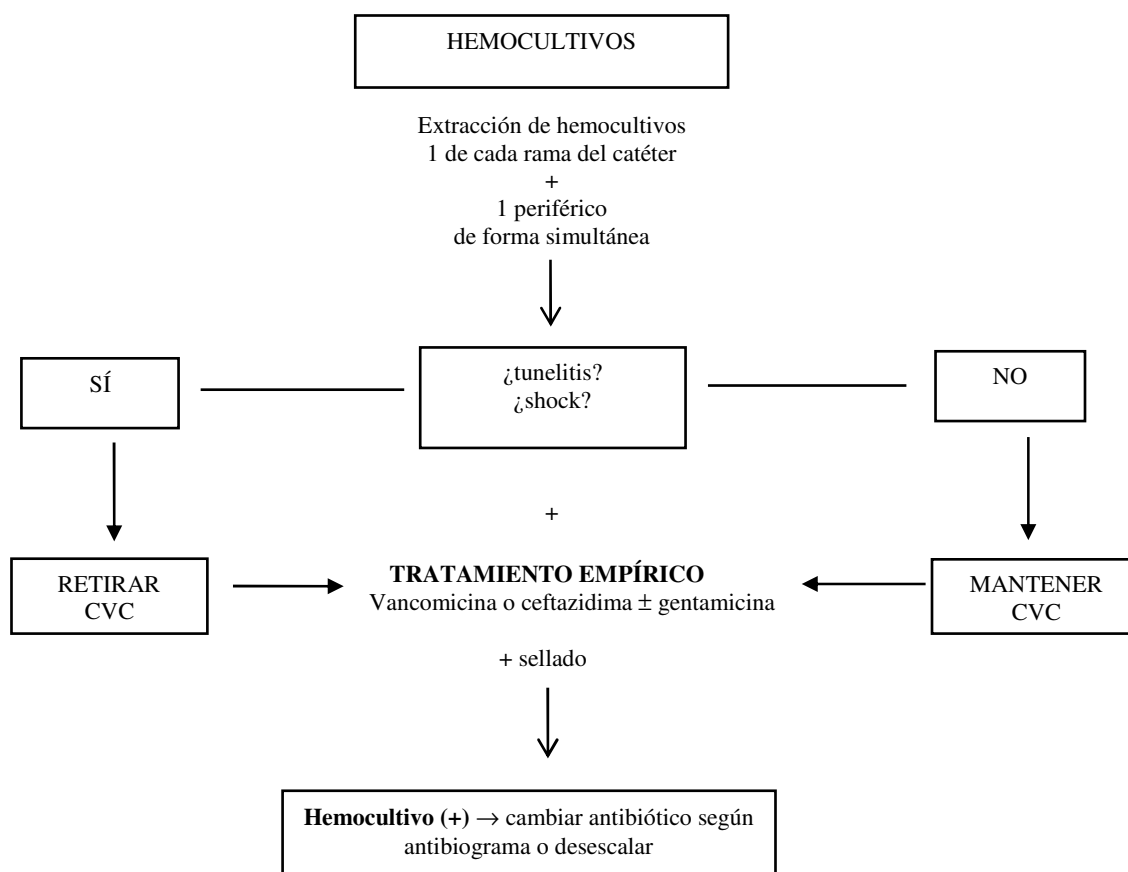 HEMOCULTIVOS
Extracción de hemocultivos
1 de cada rama del catéter
+
1 periférico
de forma simultánea
SÍ
¿tunelitis?
¿shock?
NO
+
RETIRAR
CVC
TRATAMIENTO EMPÍRICO
Vancomicina o ceftazidima ± gentamicina
MANTENER
CVC
+ sellado
Hemocultivo (+) → cambiar antibiótico según
antibiograma o desescalar